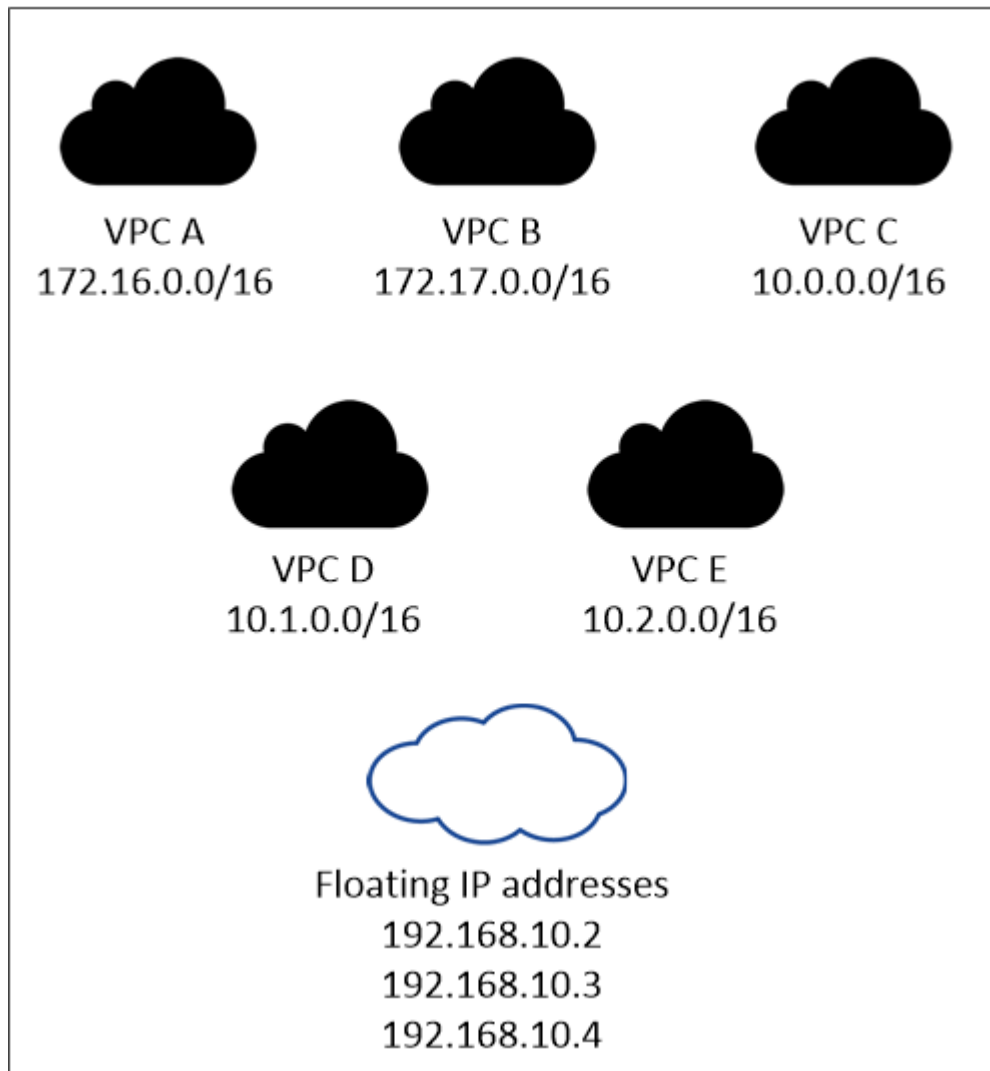 VPC A
172.16.0.0/16
VPC B
172.17.0.0/16
VPC C
10.0.0.0/16
VPC D
10.1.0.0/16
VPC E
10.2.0.0/16
Floating IP addresses
192.168.10.2
192.168.10.3
192.168.10.4